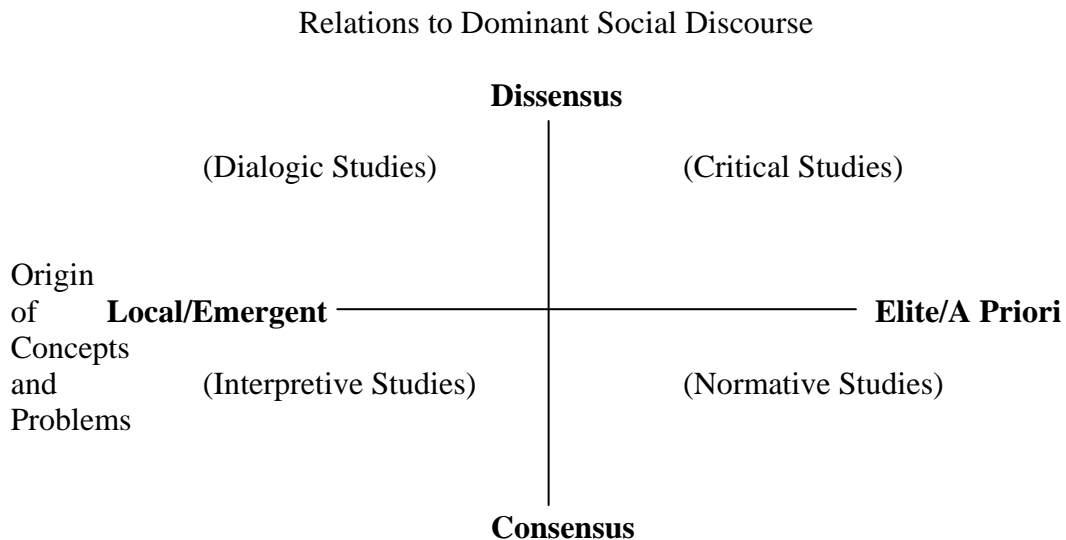 Relations to Dominant Social Discourse
Dissensus
(Dialogic Studies) (Critical Studies)
Origin
of Local/Emergent Elite/A Priori
Concepts
and (Interpretive Studies) (Normative Studies)
Problems
Consensus